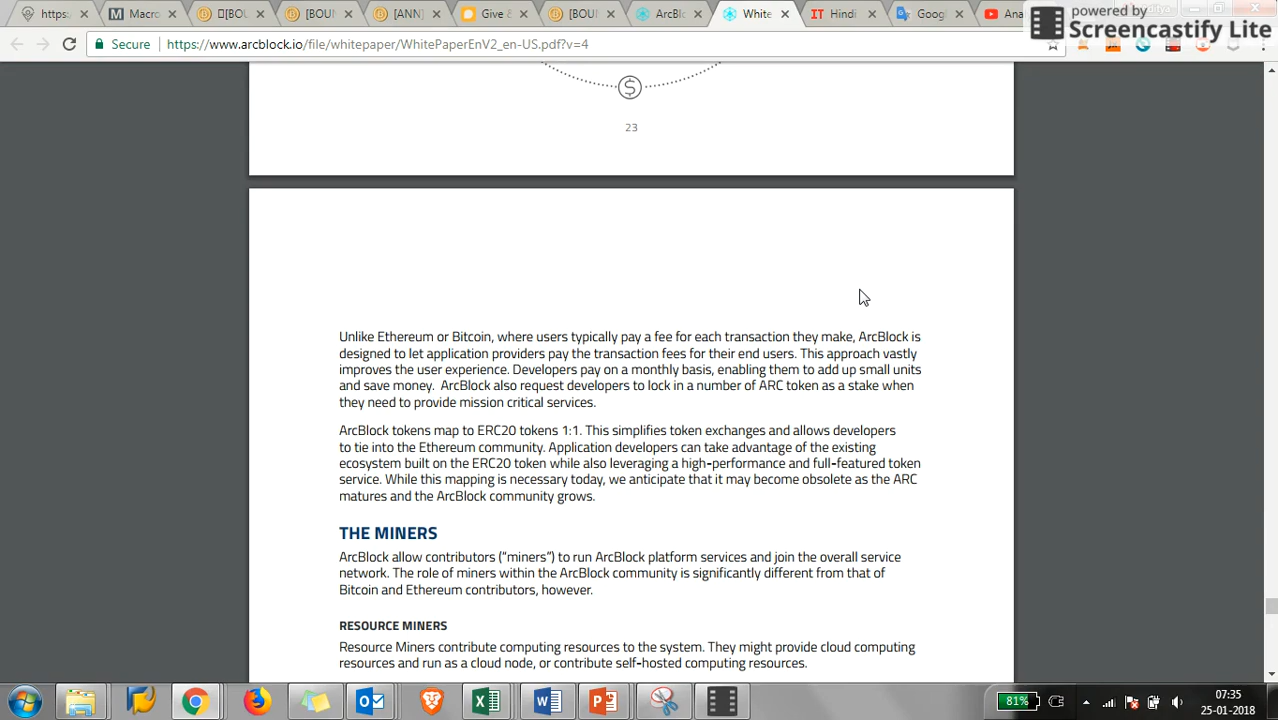 powered by
Screencastify Lite
https:
Macro
[BOU
[BOU
[ANN
Give
[BOU
ArcBl
White
IT Hindi
Goog
Ana
Secure https://www.arcblock.io/file/whitepaper/WhitePaperEnV2_en-US.pdf?v=4
$
23
Unlike Ethereum or Bitcoin, where users typically pay a fee for each transaction they make, ArcBlock is
designed to let application providers pay the transaction fees for their end users. This approach vastly
improves the user experience. Developers pay on a monthly basis, enabling them to add up small units
and save money. ArcBlock also request developers to lock in a number of ARC token as a stake when
they need to provide mission critical services.
ArcBlock tokens map to ERC20 tokens 1:1. This simplifies token exchanges and allows developers
to tie into the Ethereum community. Application developers can take advantage of the existing
ecosystem built on the ERC20 token while also leveraging a high-performance and full-featured token
service. While this mapping is necessary today, we anticipate that it may become obsolete as the ARC
matures and the ArcBlock community grows.
THE MINERS
ArcBlock allow contributors (“miners”) to run ArcBlock platform services and join the overall service
network. The role of miners within the ArcBlock community is significantly different from that of
Bitcoin and Ethereum contributors, however.
RESOURCE MINERS
Resource Miners contribute computing resources to the system. They might provide cloud computing
resources and run as a cloud node, or contribute self-hosted computing resources.
81%
07:35
25-01-2018